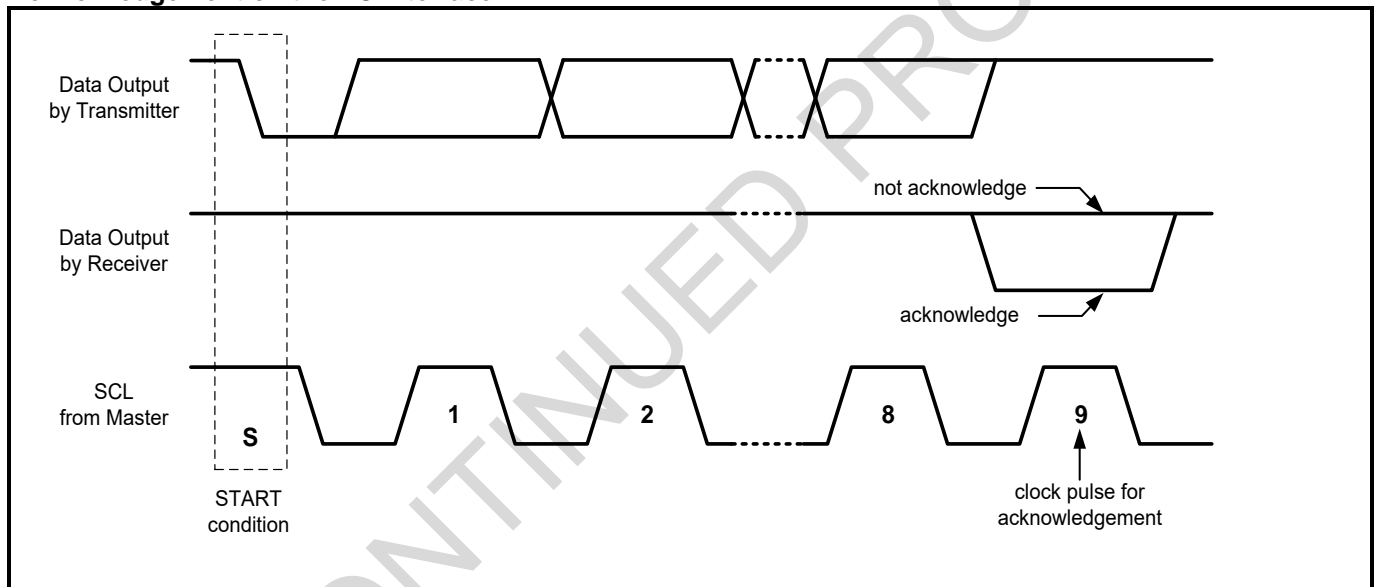 Data Output
by Transmitter
not acknowledge
Data Output
by Receiver
acknowledge
SCL
from Master
S
1
2
8
9
START
condition
clock pulse for
acknowledgement